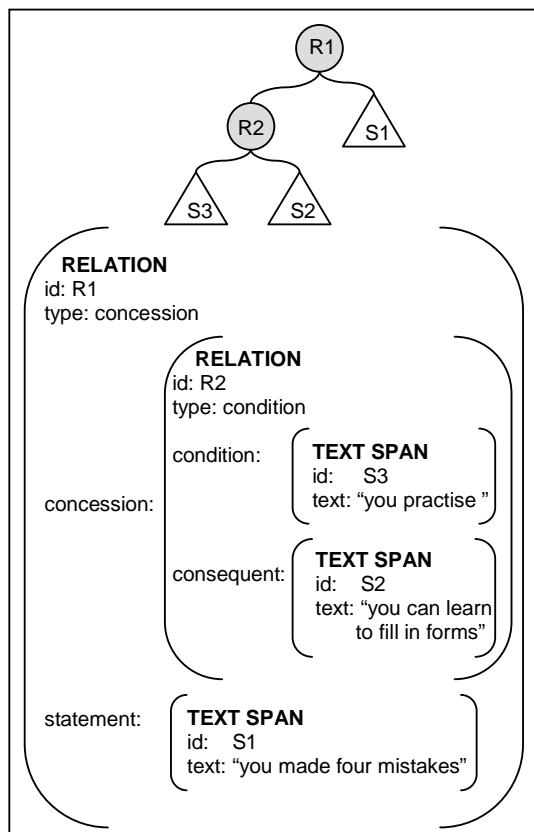 R1
R2
S1
S3 S2
RELATION
id: R1
type: concession
RELATION
id: R2
type: condition
condition: TEXT SPAN
id: S3
text: “you practise ”
concession:
consequent: TEXT SPAN
id: S2
text: “you can learn
to fill in forms”
statement: TEXT SPAN
id: S1
text: “you made four mistakes”